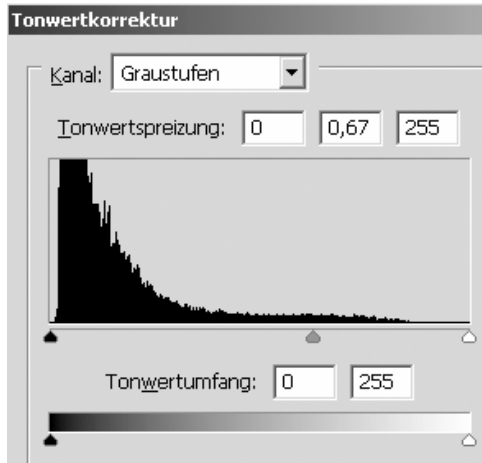 Tonwertkorrektur
Kanal: Graustufen
Tonwertspreizung: 0 0,67 255
Tonwertumfang: 0 255